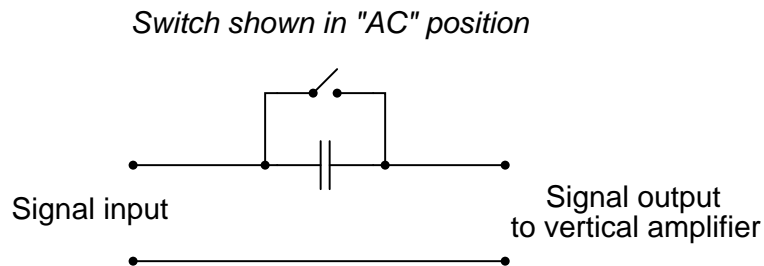 Switch shown in "AC" position
Signal input
Signal output
to vertical amplifier